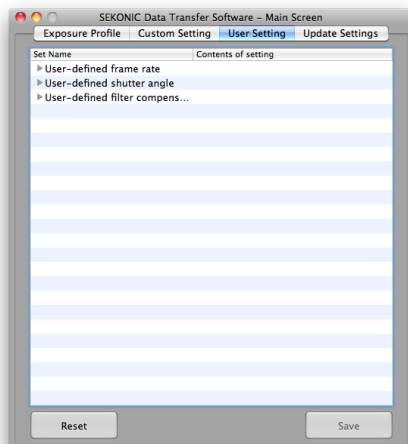 SEKONIC Data Transfer Software – Main Screen
Exposure Profile Custom Setting User Setting Update Settings
Set Name Contents of setting
User-defined frame rate
User-defined shutter angle
User-defined filter compens...
Reset Save